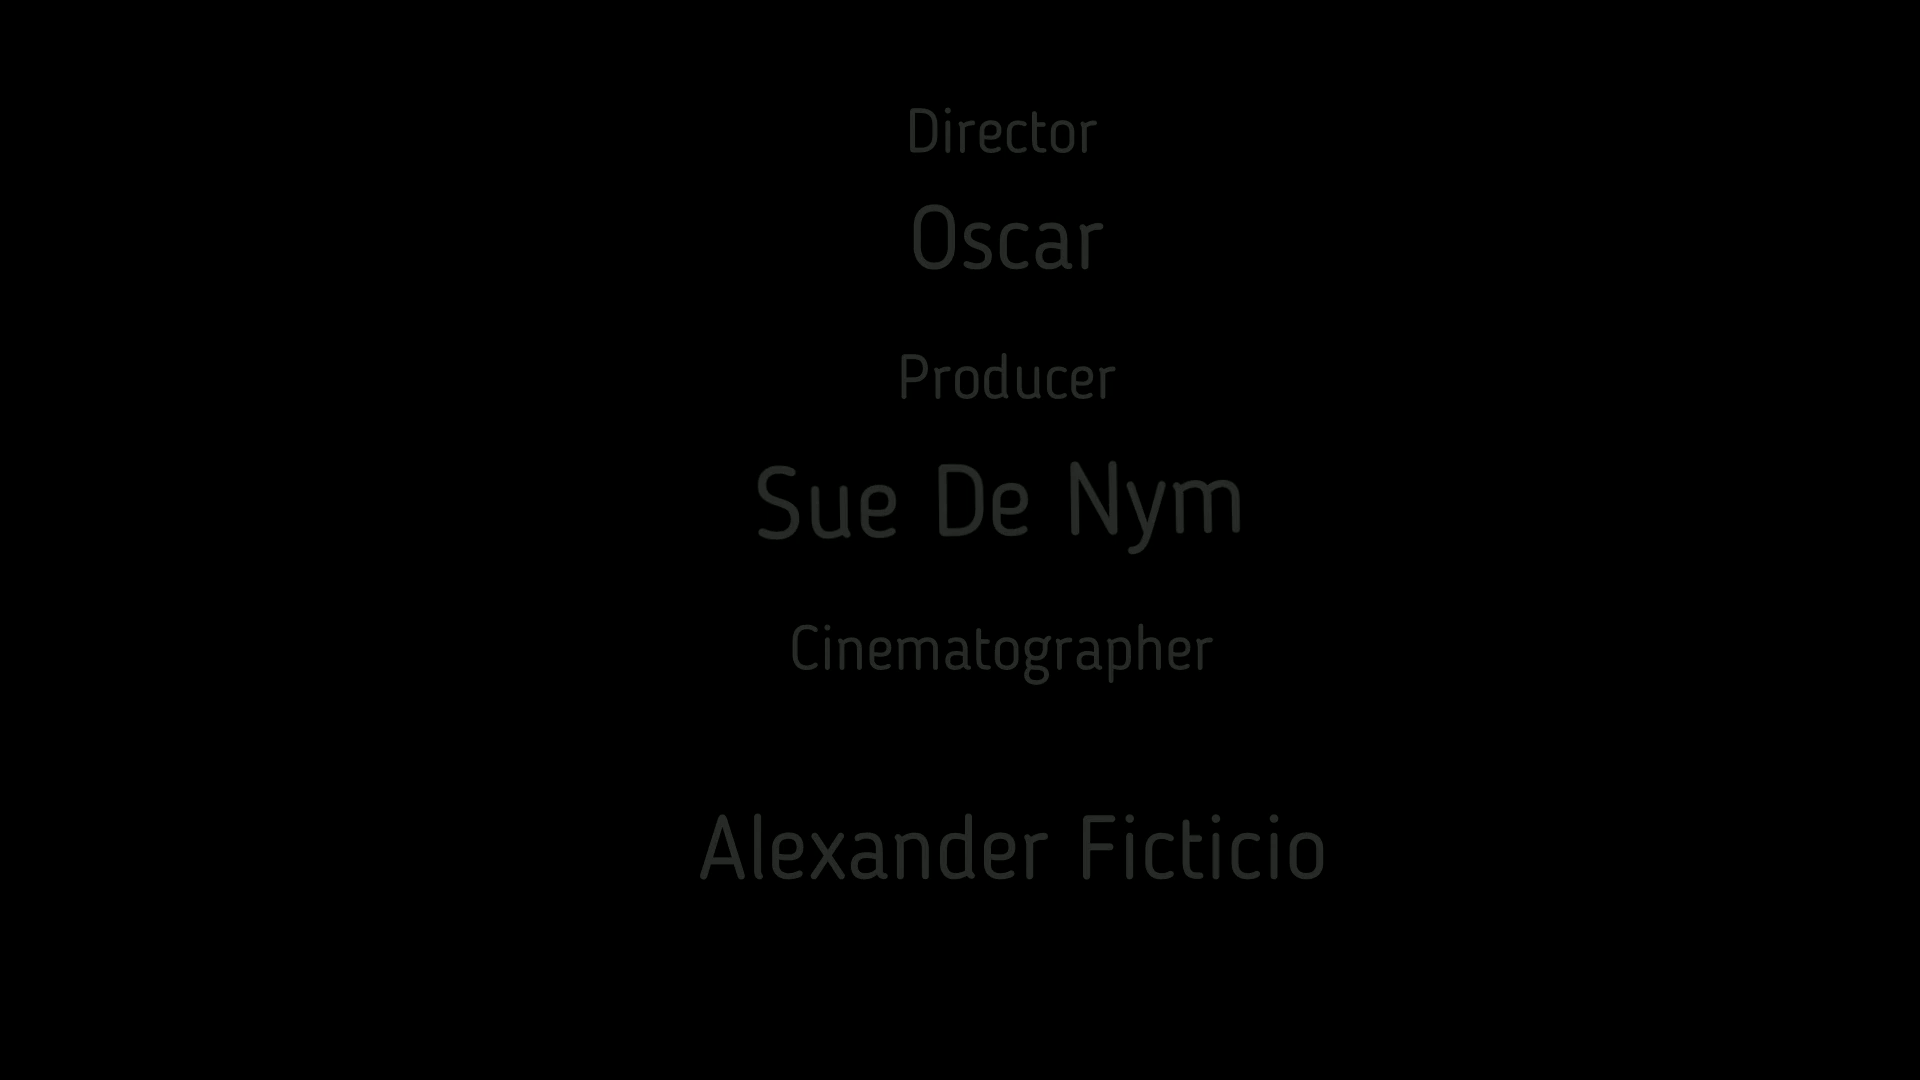 Director
Oscar
Producer
Sue De Nym
Cinematographer
Alexander Ficticio